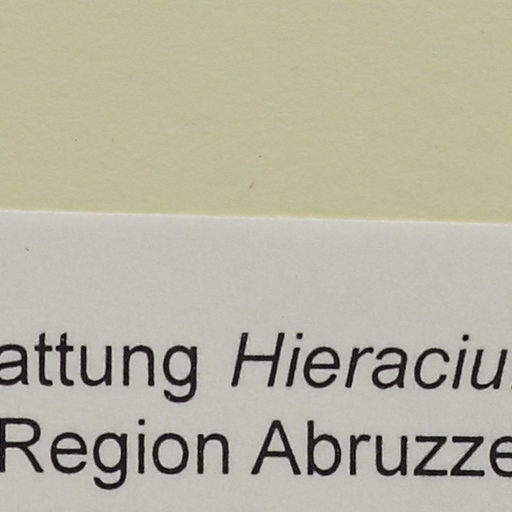 attung Hieraciu
Region Abruzze